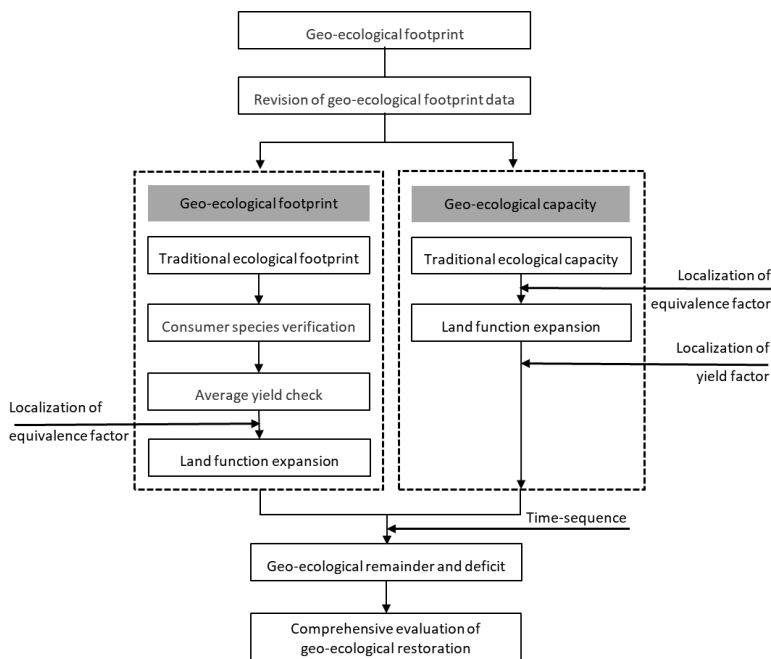 Geo-ecological footprint
Revision of geo-ecological footprint data
Geo-ecological footprint
Traditional ecological footprint
Consumer species verification
Average yield check
Localization of
equivalence factor
Land function expansion
Geo-ecological capacity
Traditional ecological capacity
Localization of
equivalence factor
Land function expansion
Localization of
yield factor
Time-sequence
Geo-ecological remainder and deficit
Comprehensive evaluation of
geo-ecological restoration